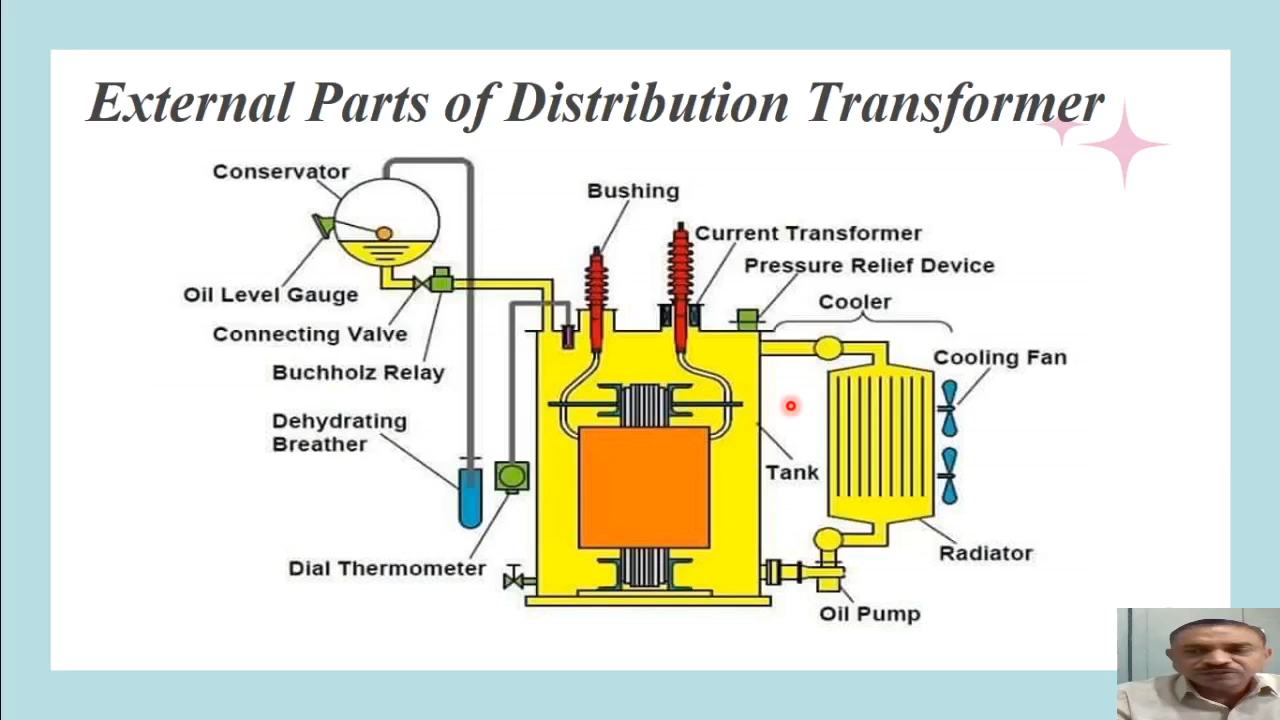 External Parts of Distribution Transformer
Conservator
Bushing
Current Transformer
Pressure Relief Device
Oil Level Gauge
Cooler
Connecting Valve
Cooling Fan
Buchholz Relay
Dehydrating
Breather
Tank
Dial Thermometer
Radiator
Oil Pump